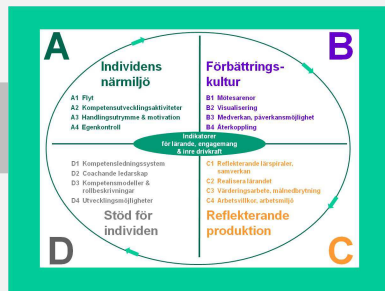 A
Individens
närmiljö
A1 Flyt
A2 Kompetensutvecklingsaktiviteter
A3 Handlingsutrymme & motivation
A4 Egenkontroll
B
Förbättrings-
kultur
B1 Mötesarenor
B2 Visualisering
B3 Medverkan, påverkansmöjlighet
B4 Återkoppling
Indikatorer
för lärande, engagemang
& inre drivkraft
D1 Kompetensledningssystem
D2 Coachande ledarskap
D3 Kompetensmodeller &
rollbeskrivningar
D4 Utvecklingsmöjligheter
Stöd för
individen
D
C1 Reflekterande lärspiraler,
samverkan
C2 Realisera lärandet
C3 Värderingsarbete, målnedbrytning
C4 Arbetsvillkor, arbetsmiljö
Reflekterande
produktion
C